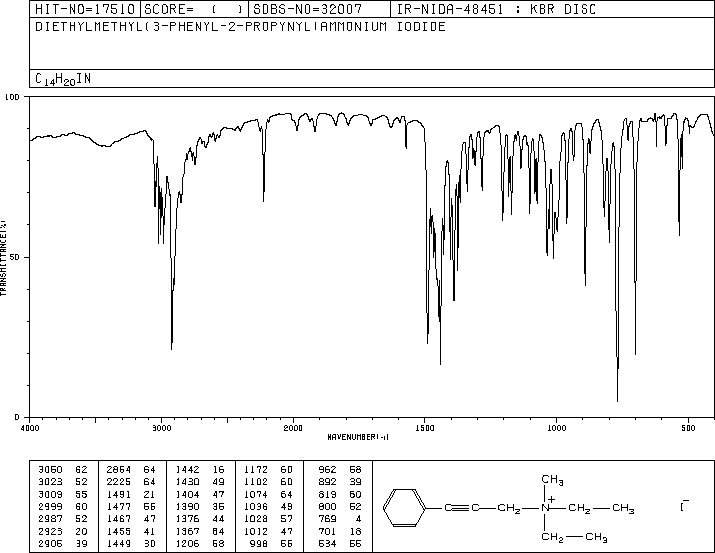 HIT-NO=17510 SCORE= ( ) SDBS-NO=32007 IR-NIDA-48451 : KBR DISC
DIETHYLMETHYL(3-PHENYL-2-PROPYNYL)AMMONIUM IODIDE
C14H20IN
100
50
0
TRANSMITTANCE(%)
4000 3000 2000 1500 1000 500
WAVENUMBER(-1)
3060 62 2864 64 1442 16 1172 60 962 58
3023 52 2225 64 1430 49 1102 60 892 39
3009 55 1491 21 1404 47 1074 64 819 60
2999 60 1477 55 1390 35 1036 49 800 52
2987 52 1467 47 1376 44 1028 57 769 4
2923 20 1455 41 1367 64 1012 47 701 18
2905 39 1449 30 1206 58 998 55 534 55
CH3
C C CH2 N+ CH2 CH3 I-
CH2 CH3